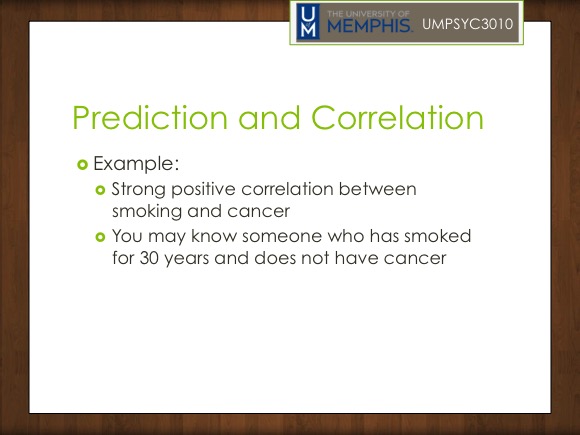 UM
THE UNIVERSITY OF
MEMPHIS.
UMPSYC3010
Prediction and Correlation
Example:
Strong positive correlation between
smoking and cancer
You may know someone who has smoked
for 30 years and does not have cancer